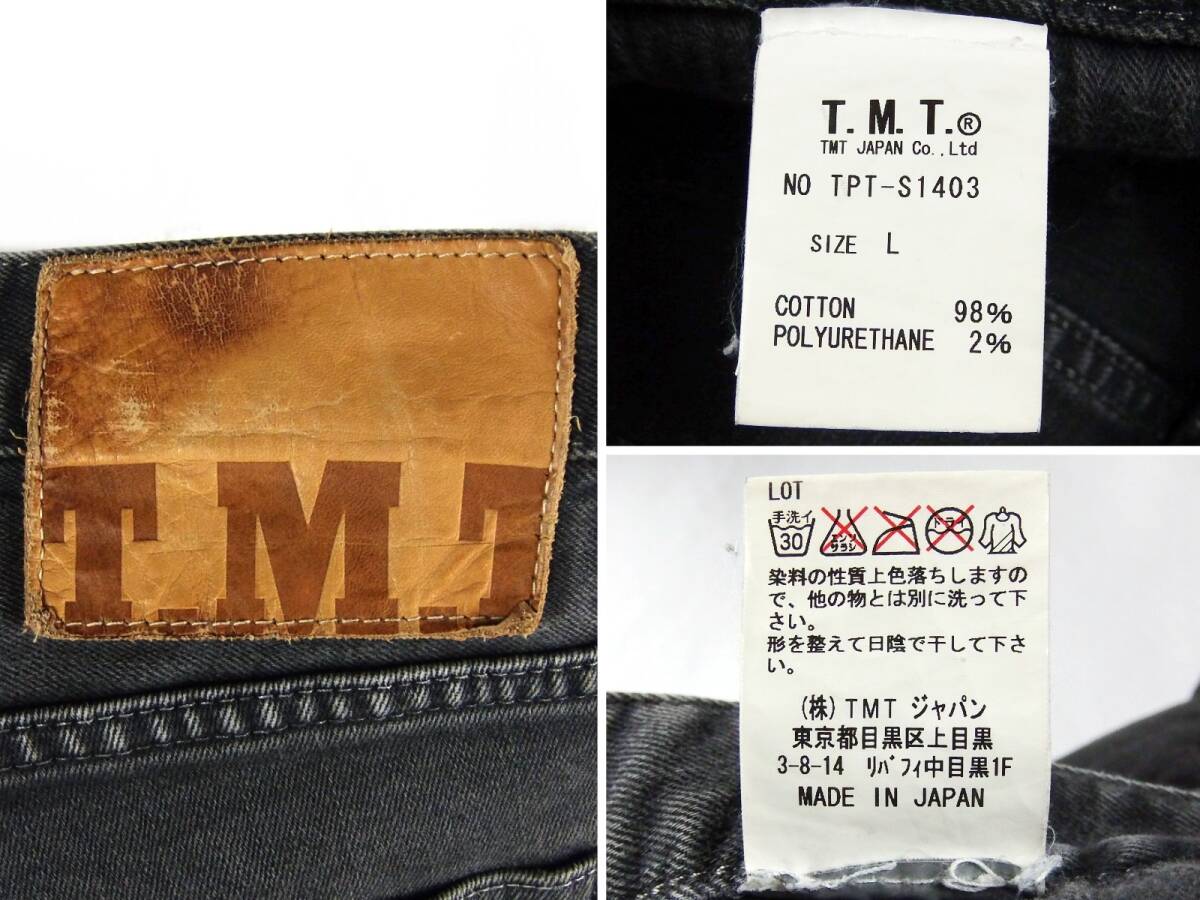 T.M.T
T. M. T.®
TMT JAPAN Co.,Ltd
NO TPT-S1403
SIZE L
COTTON 98%
POLYURETHANE 2%
LOT
手洗イ
30
エンソ
サラシ
ドライ
染料の性質上色落ちしますの
で、他の物とは別に洗って下
さい。
形を整えて日陰で干して下さ
い。
(株)TMT ジャパン
東京都目黒区上目黒
3-8-14 リバフィ中目黒1F
MADE IN JAPAN